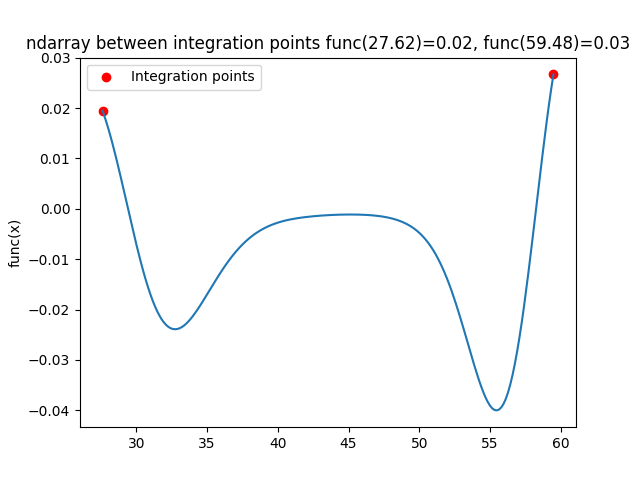 ndarray between integration points func(27.62)=0.02, func(59.48)=0.03
Integration points
func(x)
0.03
0.02
0.01
0.00
−0.01
−0.02
−0.03
−0.04
30 35 40 45 50 55 60